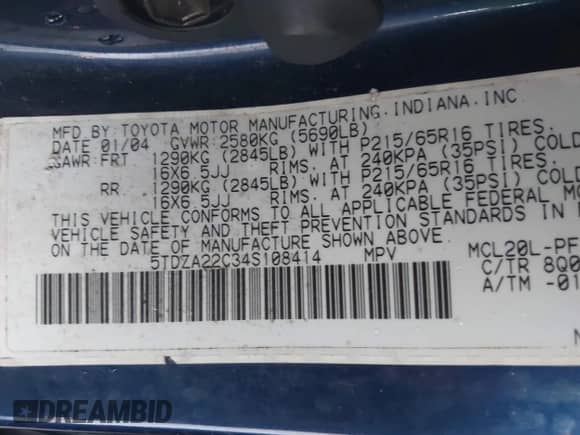 MFD.BY:TOYOTA MOTOR MANUFACTURING.INDIANA.INC
DATE 01/04 GVWR:2580KG (5690LB)
GAWR:FRT 1290KG (2845LB) WITH P215/65R16 TIRES.
16X6.5JJ RIMS. AT 240KPA (35PSI) COLD
RR 1290KG (2845LB) WITH P215/65R16 TIRES.
16X6.5JJ RIMS. AT 240KPA (35PSI) COLD
THIS VEHICLE CONFORMS TO ALL APPLICABLE FEDERAL
VEHICLE SAFETY AND THEFT PREVENTION STANDARDS IN
ON THE DATE OF MANUFACTURE SHOWN ABOVE.
5TDZA22C34S108414 MPV MCL20L-PF
C/TR 8Q0
A/TM -01
DREAMBID